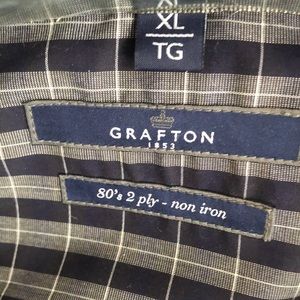 XL
TG
GRAFTON
1853
80's 2 ply - non iron